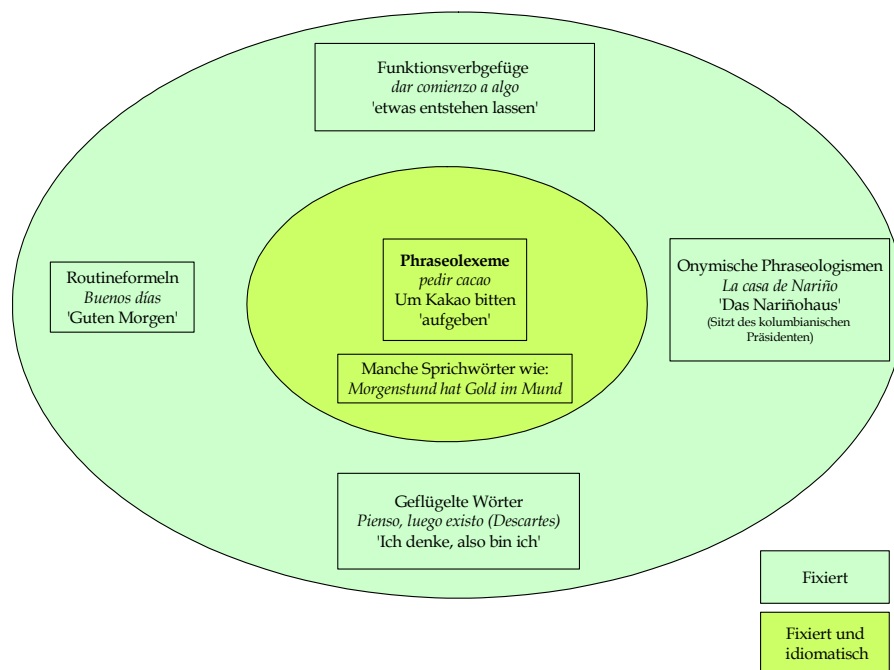 Funktionsverbgefüge
dar comienzo a algo
'etwas entstehen lassen'
Phraseolexeme
pedir cacao
Um Kakao bitten
'aufgeben'
Routineformeln
Buenos días
'Guten Morgen'
Onymische Phraseologismen
La casa de Nariño
'Das Nariñohaus'
(Sitzt des kolumbianischen
Präsidenten)
Manche Sprichwörter wie:
Morgenstund hat Gold im Mund
Geflügelte Wörter
Pienso, luego existo (Descartes)
'Ich denke, also bin ich'
Fixiert
Fixiert und
idiomatisch